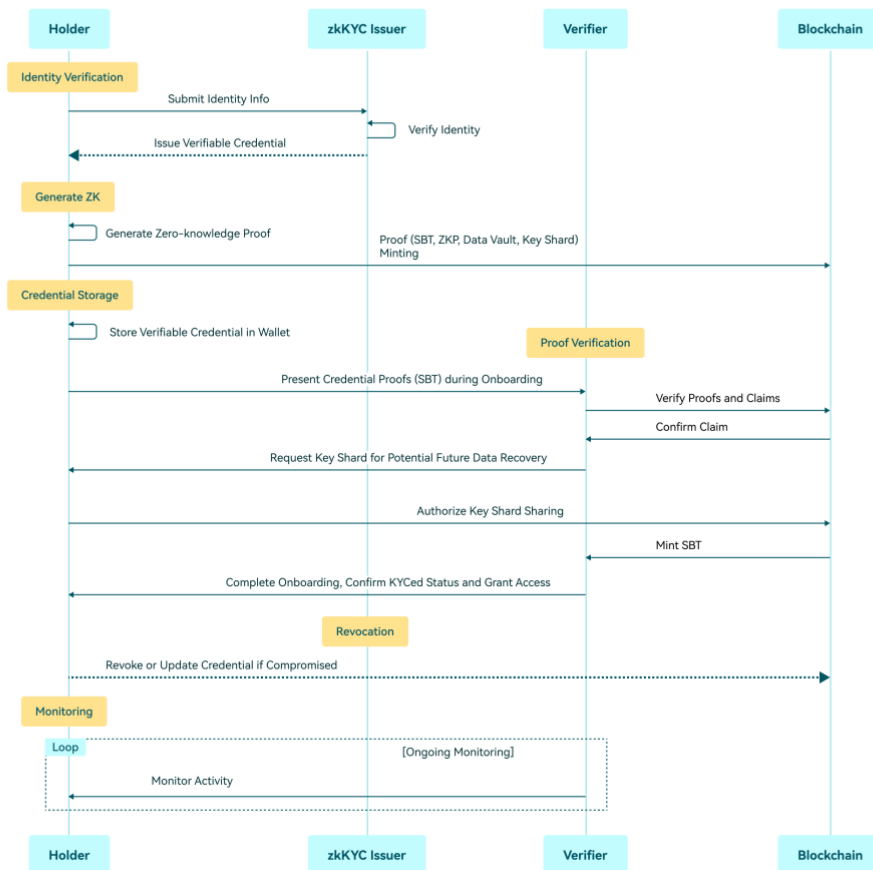 Holder
zkKYC Issuer
Verifier
Blockchain
Identity Verification
Submit Identity Info
Verify Identity
Issue Verifiable Credential
Generate ZK
Generate Zero-knowledge Proof
Proof (SBT, ZKP, Data Vault, Key Shard)
Minting
Credential Storage
Store Verifiable Credential in Wallet
Proof Verification
Present Credential Proofs (SBT) during Onboarding
Verify Proofs and Claims
Confirm Claim
Request Key Shard for Potential Future Data Recovery
Authorize Key Shard Sharing
Mint SBT
Complete Onboarding, Confirm KYCed Status and Grant Access
Revocation
Revoke or Update Credential if Compromised
Monitoring
Loop
[Ongoing Monitoring]
Monitor Activity
Holder
zkKYC Issuer
Verifier
Blockchain